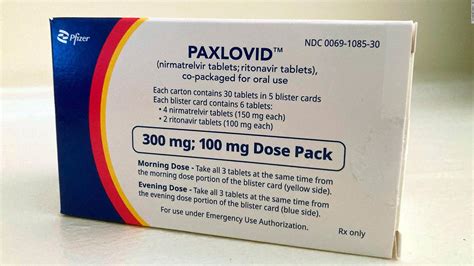 Pfizer
NDC 0069-1085-30
PAXLOVID™
(nirmatrelvir tablets; ritonavir tablets),
co-packaged for oral use
Each carton contains 30 tablets in 5 blister cards
Each blister card contains 6 tablets:
• 4 nirmatrelvir tablets (150 mg each)
• 2 ritonavir tablets (100 mg each)
300 mg; 100 mg Dose Pack
Morning Dose - Take all 3 tablets at the same time from
the morning dose portion of the blister card (yellow side).
Evening Dose - Take all 3 tablets at the same time from
the evening dose portion of the blister card (blue side).
For use under Emergency Use Authorization.
Rx only